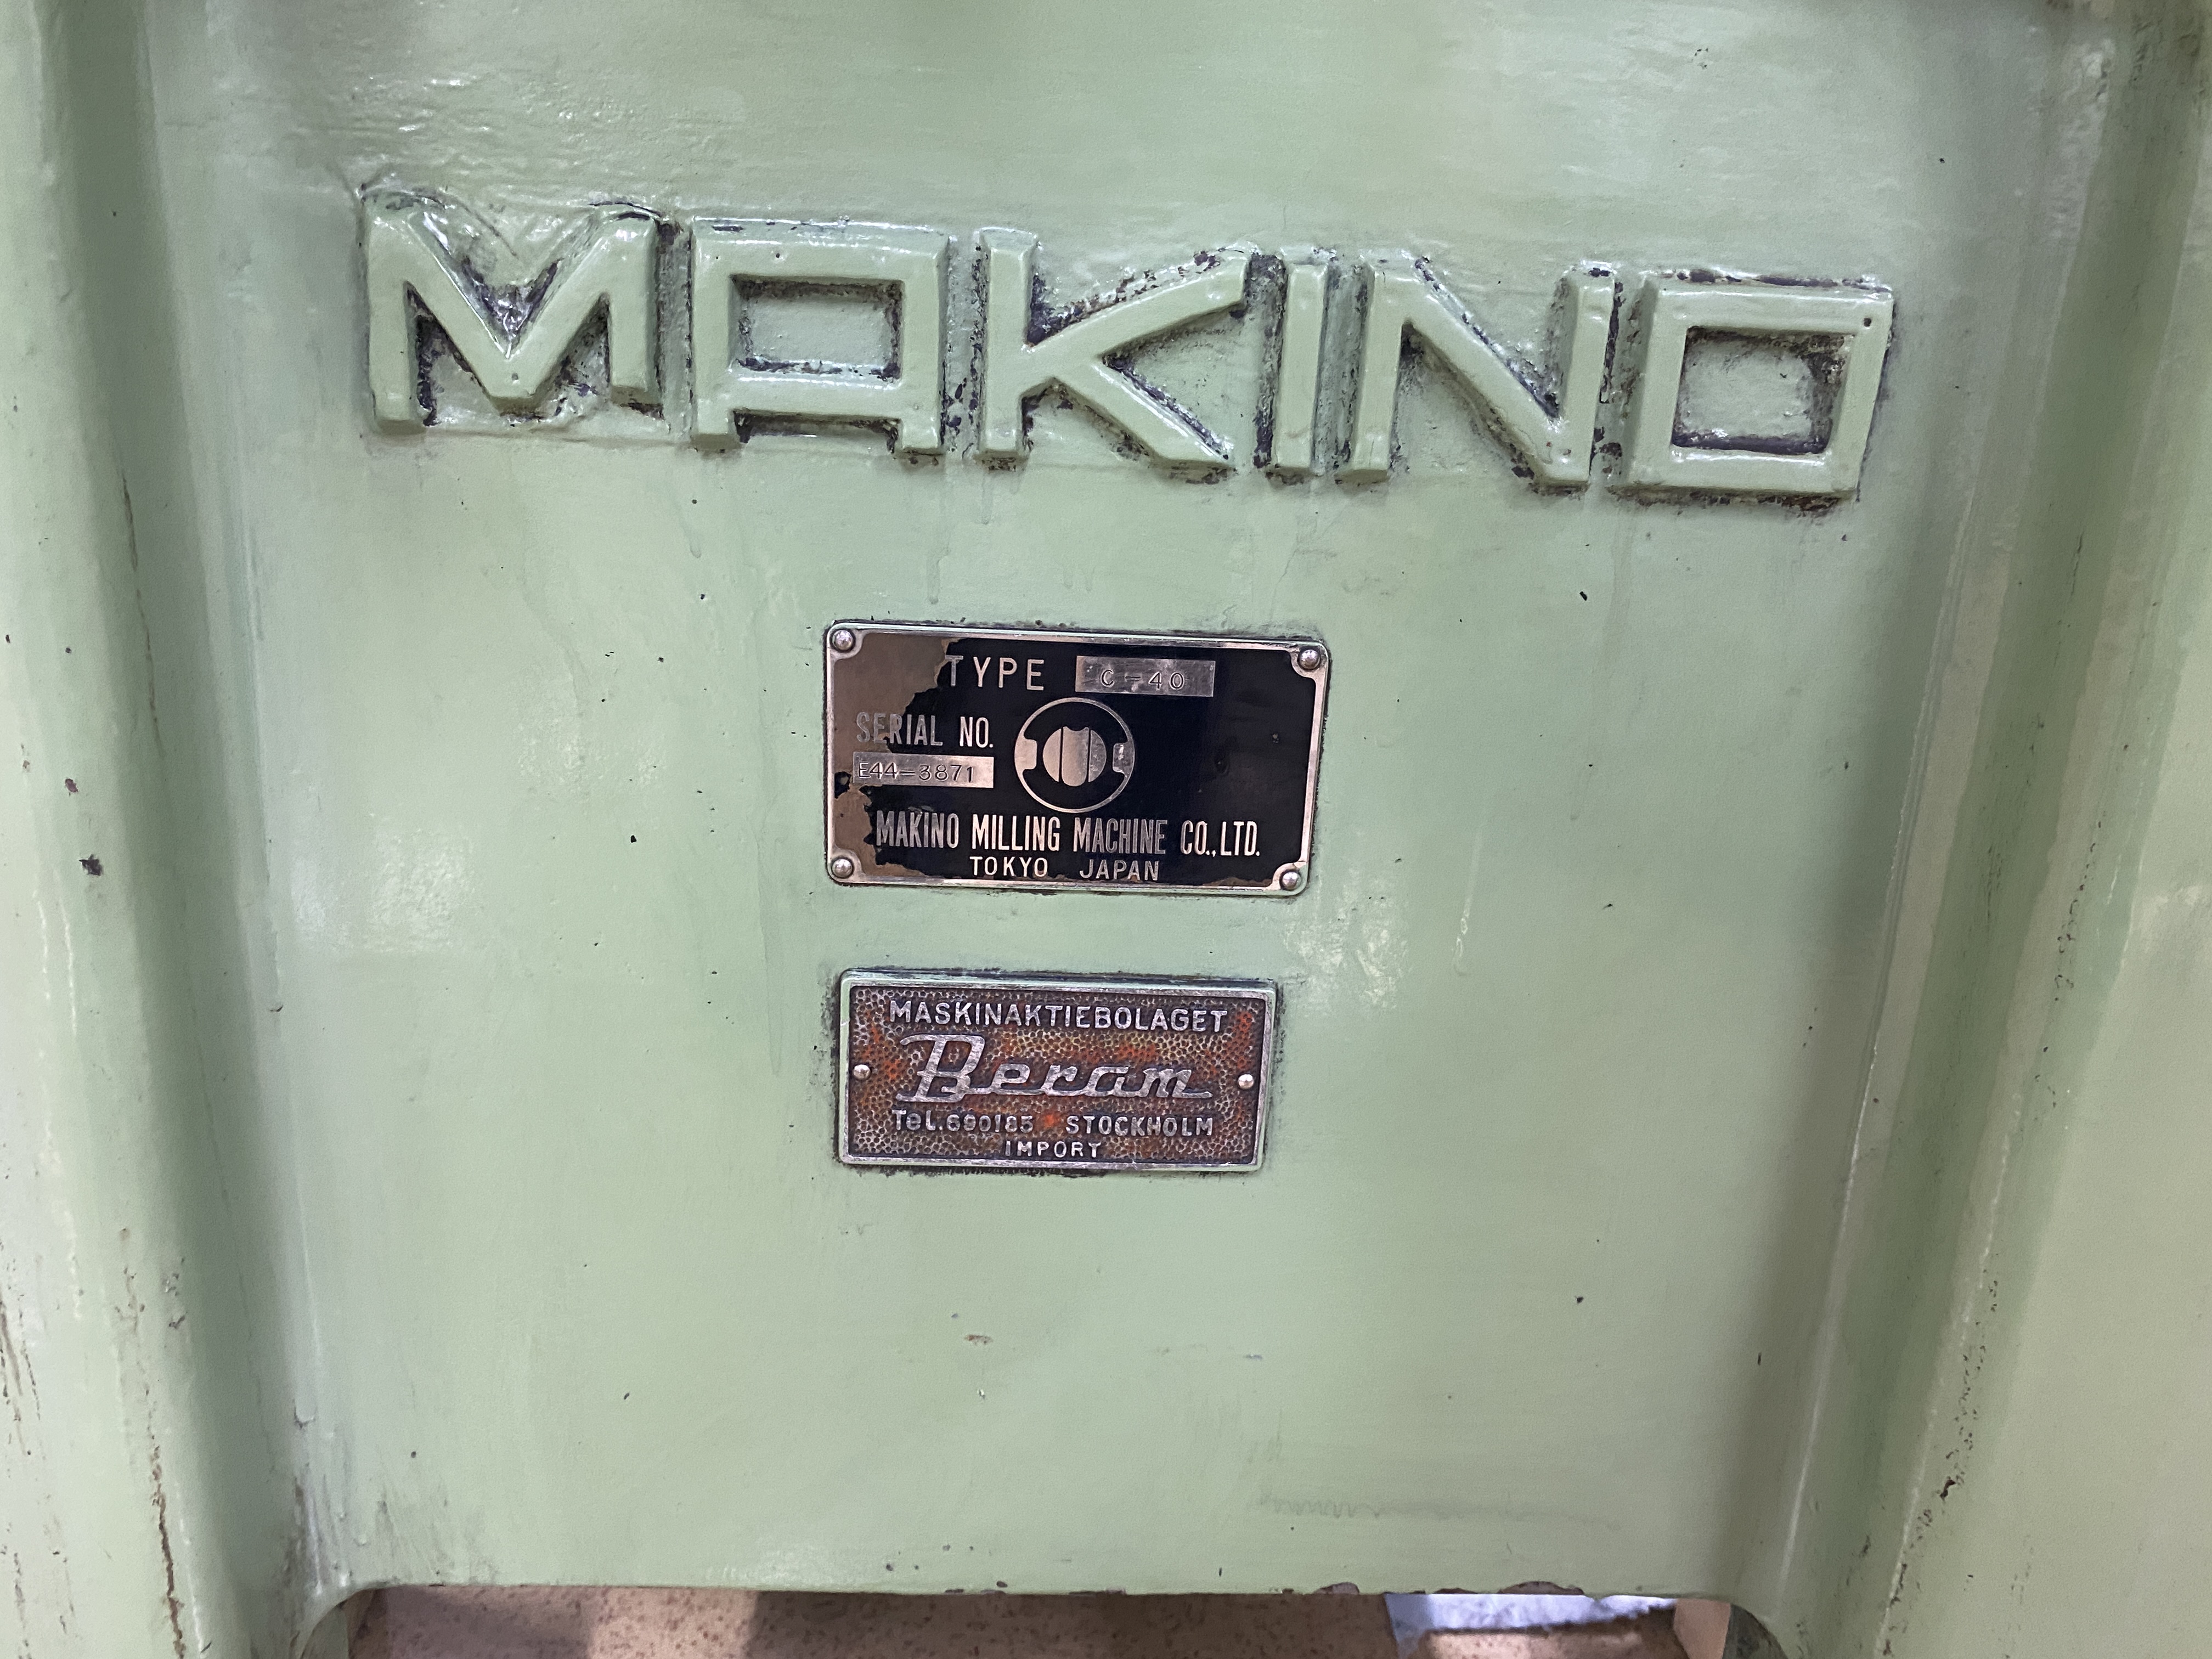 MAKINO
TYPE C-40
SERIAL NO.
E44-3871
MAKINO MILLING MACHINE CO.,LTD.
TOKYO JAPAN
MASKINAKTIEBOLAGET
Beram
Tel.690185 STOCKHOLM
IMPORT